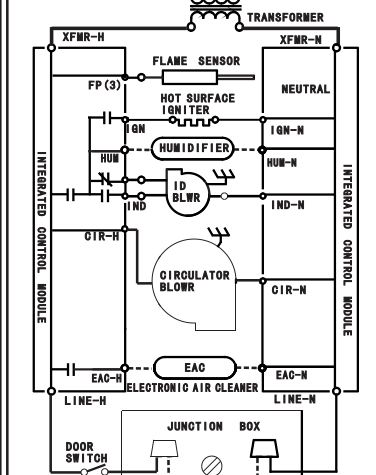 TRANSFORMER
XFMR-H
XFMR-N
FLAME SENSOR
FP(3)
NEUTRAL
HOT SURFACE
IGNITER
IGN
IGN-N
HUM
HUMIDIFIER
HUM-N
ID
BLWR
IND
IND-N
INTEGRATED CONTROL MODULE
INTEGRATED CONTROL MODULE
CIR-H
CIRCULATOR
BLOWR
CIR-N
EAC
EAC-H
EAC-N
ELECTRONIC AIR CLEANER
LINE-H
LINE-N
JUNCTION BOX
DOOR
SWITCH